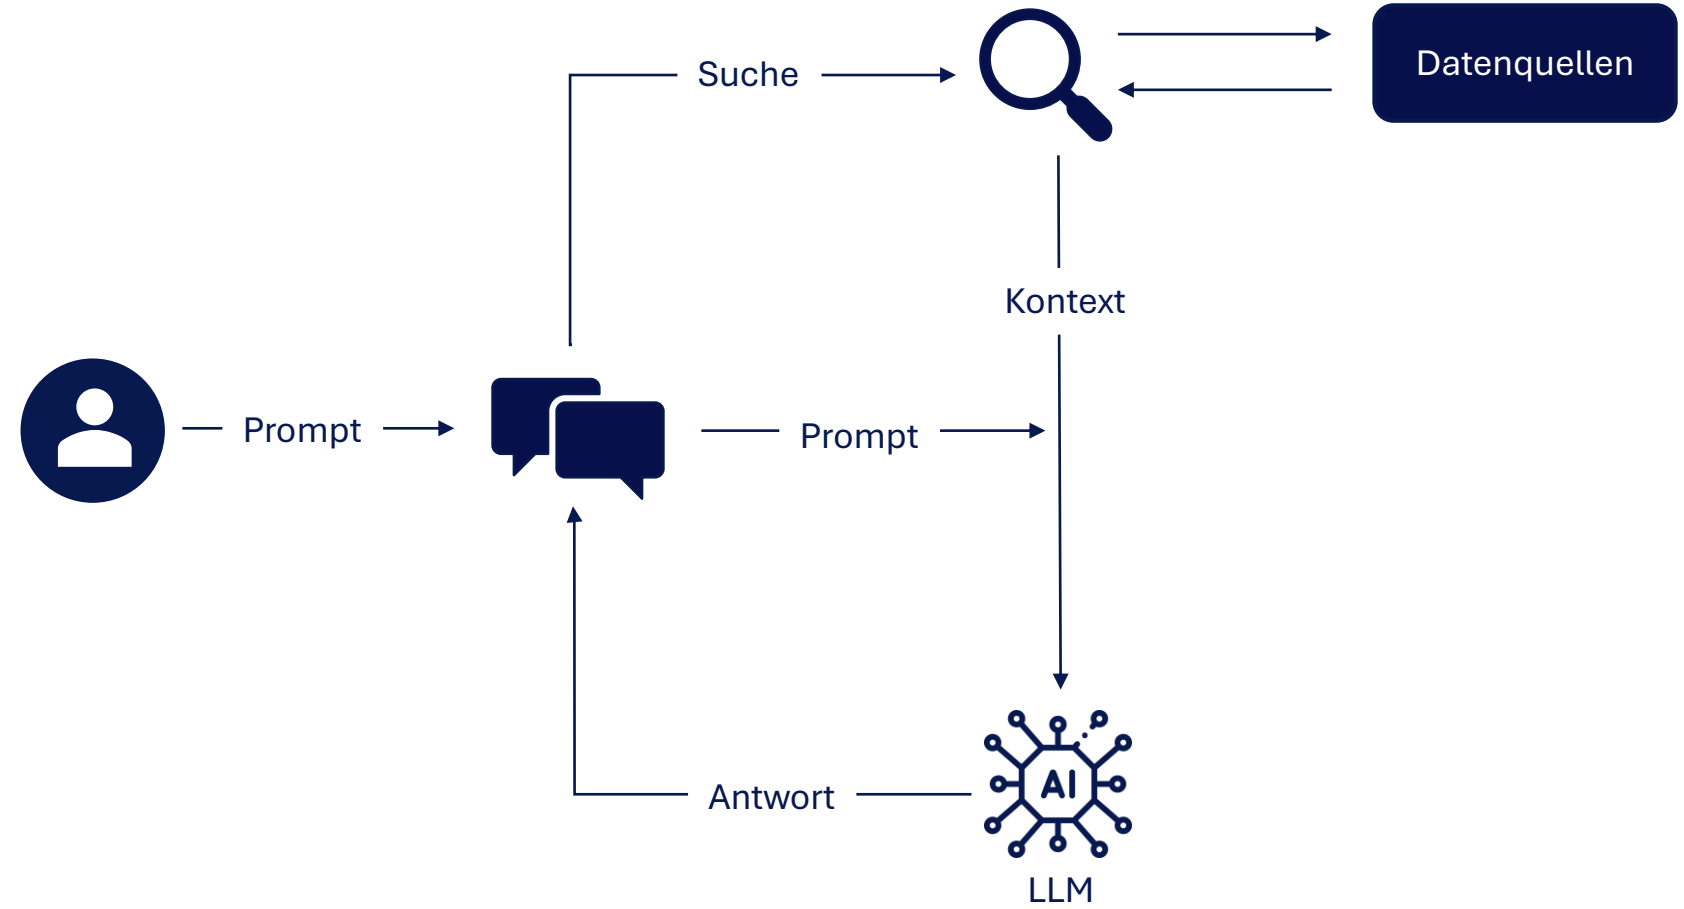 Suche
Datenquellen
Kontext
Prompt
Prompt
AI
Antwort
LLM